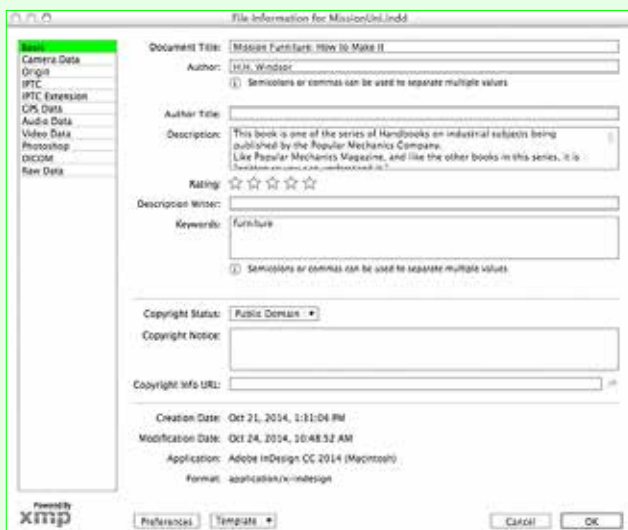 File Information for MissionUni.indd
Basic
Camera Data
Origin
IPTC
IPTC Extension
GPS Data
Audio Data
Video Data
Photoshop
DICOM
Raw Data
Document Title: Mission Furniture: How to Make It
Author: H.H. Windsor
Semicolons or commas can be used to separate multiple values
Author Title:
Description: This book is one of the series of Handbooks on industrial subjects being
published by the Popular Mechanics Company.
Like Popular Mechanics Magazine, and like the other books in this series, it is
"written so you can understand it."
Rating:
Description Writer:
Keywords: furniture
Semicolons or commas can be used to separate multiple values
Copyright Status: Public Domain
Copyright Notice:
Copyright Info URL:
Creation Date: Oct 21, 2014, 1:31:06 PM
Modification Date: Oct 24, 2014, 10:48:52 AM
Application: Adobe InDesign CC 2014 (Macintosh)
Format: application/x-indesign
Powered By
xmp
Preferences Template Cancel OK